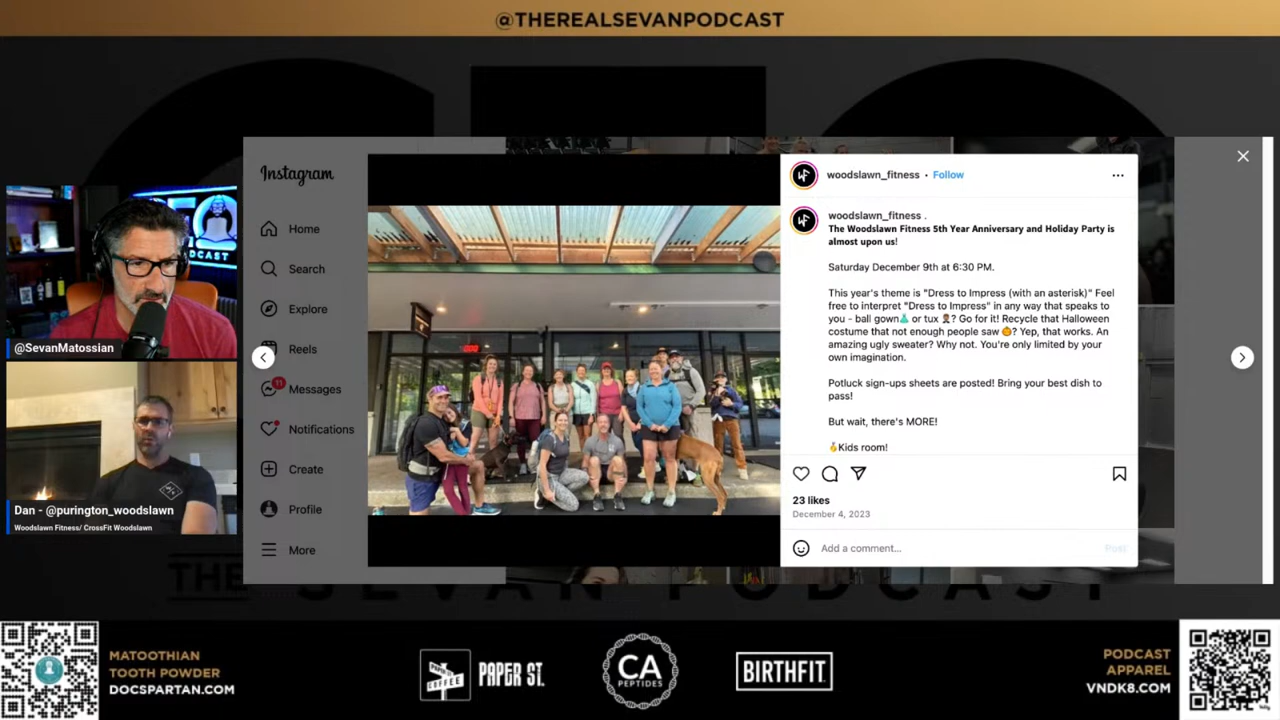 @THEREALSEVANPODCAST
Instagram
Home
Search
Explore
Reels
11
Messages
Notifications
Create
Profile
More
woodslawn_fitness • Follow
woodslawn_fitness .
The Woodslawn Fitness 5th Year Anniversary and Holiday Party is
almost upon us!
Saturday December 9th at 6:30 PM.
This year's theme is "Dress to Impress (with an asterisk)" Feel
free to interpret "Dress to Impress" in any way that speaks to
you - ball gown👗 or tux 🤵🏾? Go for it! Recycle that Halloween
costume that not enough people saw 🎃? Yep, that works. An
amazing ugly sweater? Why not. You're only limited by your
own imagination.
Potluck sign-ups sheets are posted! Bring your best dish to
pass!
But wait, there's MORE!
🏅Kids room!
23 likes
December 4, 2023
Add a comment...
Post
@SevanMatossian
Dan - @purington_woodslawn
Woodslawn Fitness/ CrossFit Woodslawn
THE SEVAN PODCAST
MATOOTHIAN
TOOTH POWDER
DOCSPARTAN.COM
COFFEE
PAPER ST.
CA
PEPTIDES
BIRTHFIT
PODCAST
APPAREL
VNDK8.COM